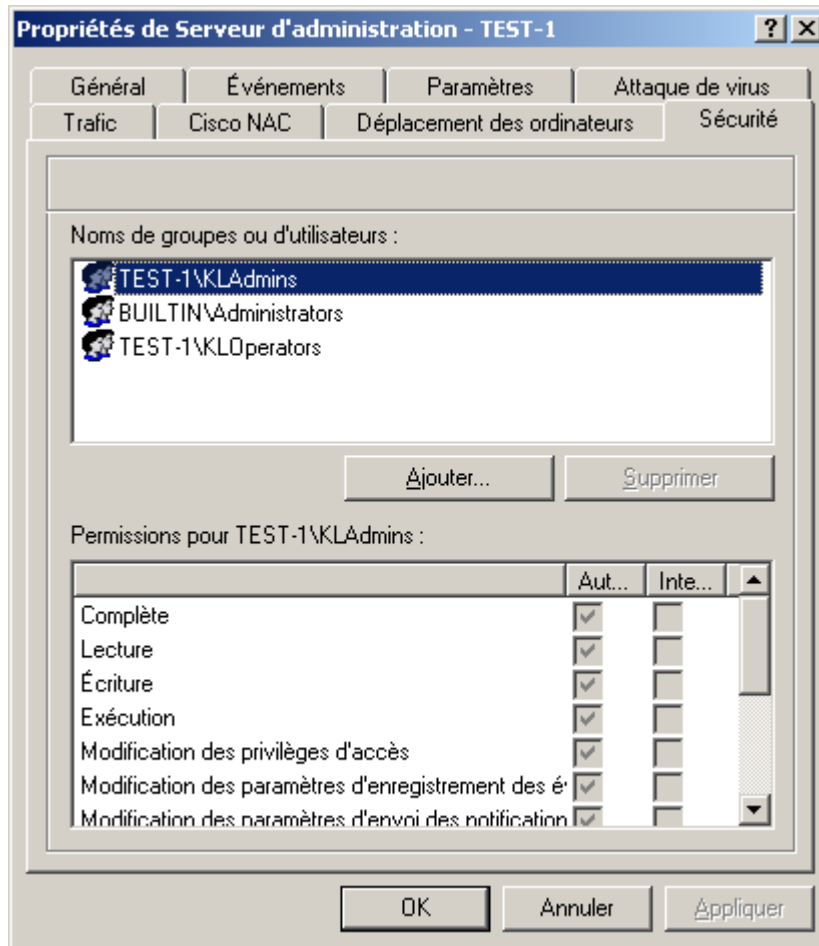 Propriétés de Serveur d'administration - TEST-1
Général Événements Paramètres Attaque de virus
Trafic Cisco NAC Déplacement des ordinateurs Sécurité
Noms de groupes ou d'utilisateurs :
TEST-1\KLAdmins
BUILTIN\Administrators
TEST-1\KLOperators
Ajouter... Supprimer
Permissions pour TEST-1\KLAdmins :
Aut... Inte...
Complète
Lecture
Écriture
Exécution
Modification des privilèges d'accès
Modification des paramètres d'enregistrement des é
Modification des paramètres d'envoi des notification
OK Annuler Appliquer